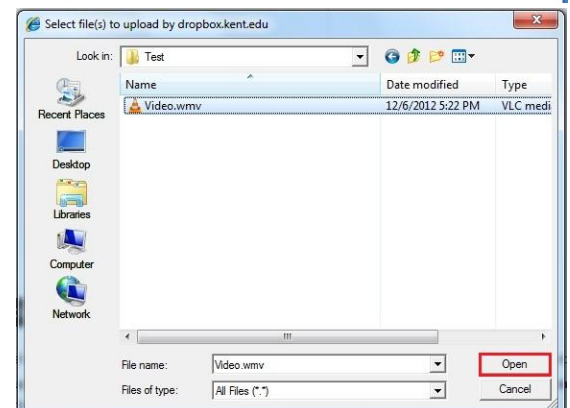 Select file(s) to upload by dropbox.kent.edu
Look in: Test
Name Date modified Type
Video.wmv 12/6/2012 5:22 PM VLC medi
Recent Places
Desktop
Libraries
Computer
Network
File name: Video.wmv Open
Files of type: All Files (*.*) Cancel